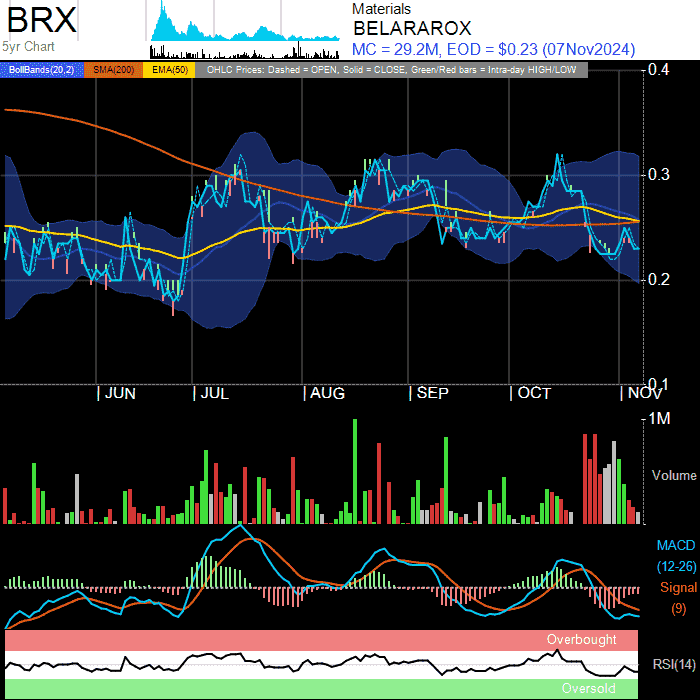 BRX
5yr Chart
Materials
BELARAROX
MC = 29.2M, EOD = $0.23 (07Nov2024)
BollBands(20,2) SMA(200) EMA(50) OHLC Prices: Dashed = OPEN, Solid = CLOSE, Green/Red bars = Intra-day HIGH/LOW
0.4
0.3
0.2
0.1
JUN JUL AUG SEP OCT NOV
1M
Volume
MACD
(12-26)
Signal
(9)
Overbought
RSI(14)
Oversold